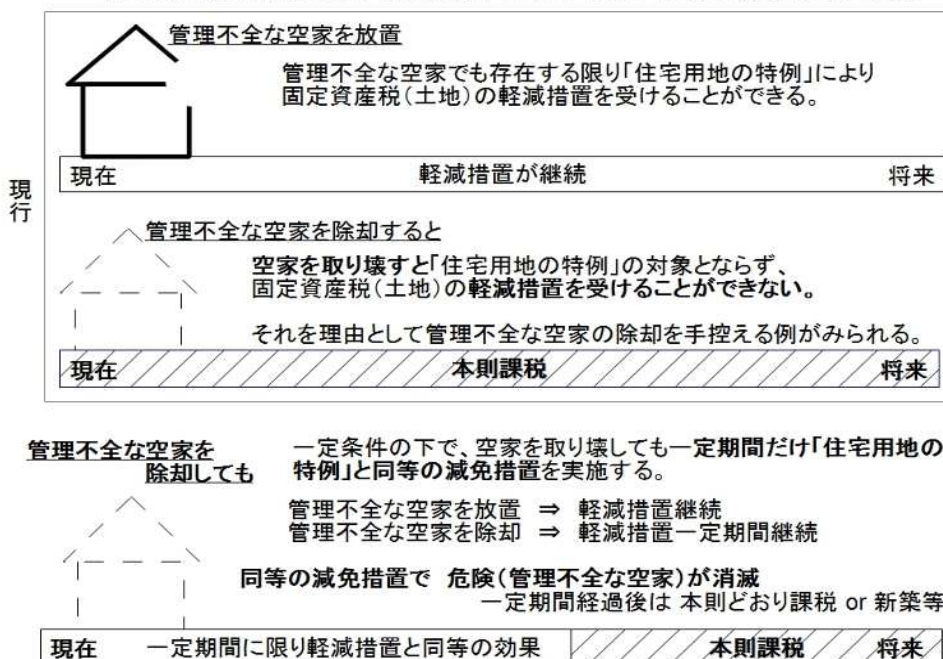 管理不全な空家を放置
管理不全な空家でも存在する限り「住宅用地の特例」により
固定資産税(土地)の軽減措置を受けることができる。
現在 軽減措置が継続 将来
現行
管理不全な空家を除却すると
空家を取り壊すと「住宅用地の特例」の対象とならず、
固定資産税(土地)の軽減措置を受けることができない。
それを理由として管理不全な空家の除却を手控える例がみられる。
現在 本則課税 将来
管理不全な空家を
除却しても
一定条件の下で、空家を取り壊しても一定期間だけ「住宅用地の
特例」と同等の減免措置を実施する。
管理不全な空家を放置 ⇒ 軽減措置継続
管理不全な空家を除却 ⇒ 軽減措置一定期間継続
同等の減免措置で 危険(管理不全な空家)が消滅
一定期間経過後は 本則どおり課税 or 新築等
現在 一定期間に限り軽減措置と同等の効果 本則課税 将来